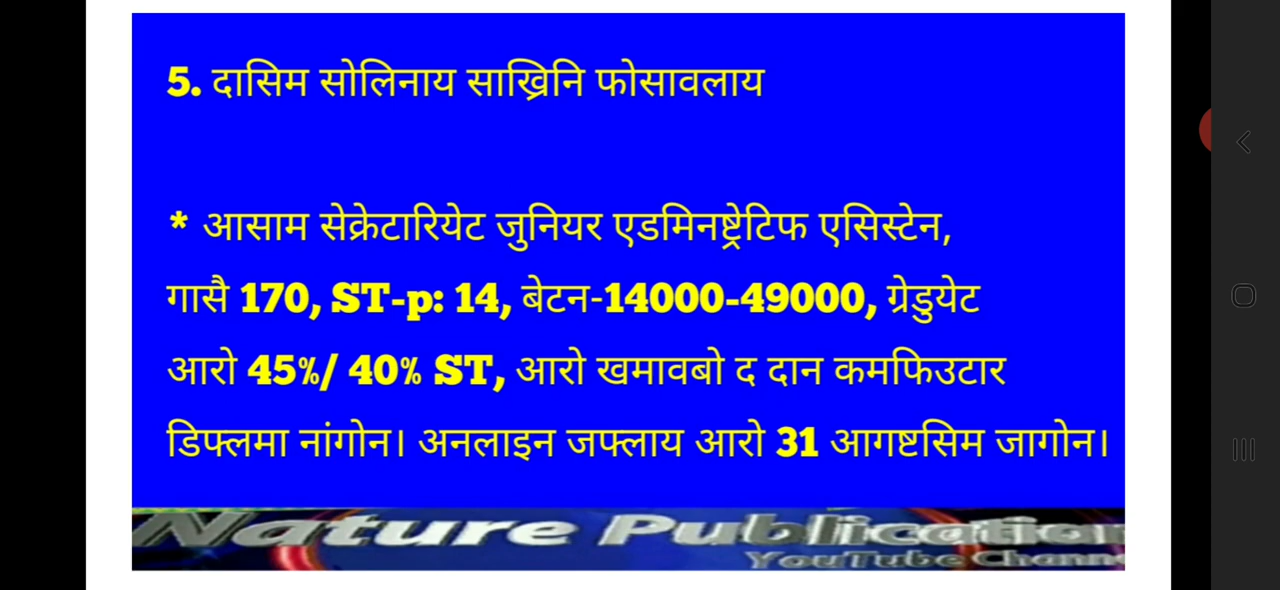 5. दासिम सोलिनाय साख्रिनि फोसावलाय
* आसाम सेक्रेटारियेट जुनियर एडमिनष्ट्रेटिफ एसिस्टेन,
गासै 170, ST-p: 14, बेटन-14000-49000, ग्रेडुयेट
आरो 45%/ 40% ST, आरो खमावबो द दान कमफिउटार
डिफ्लमा नांगोन। अनलाइन जफ्लाय आरो 31 आगष्टसिम जागोन।
Nature Publication
YouTube Chann